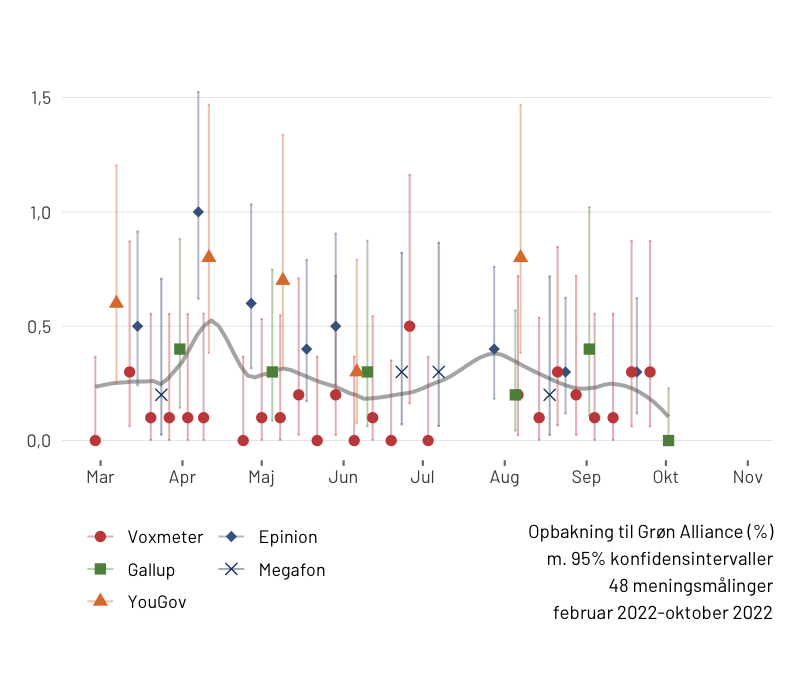 1,5
1,0
0,5
0,0
Mar Apr Maj Jun Jul Aug Sep Okt Nov
Voxmeter Epinion
Gallup Megafon
YouGov
Opbakning til Grøn Alliance (%)
m. 95% konfidensintervaller
48 meningsmålinger
februar 2022-oktober 2022